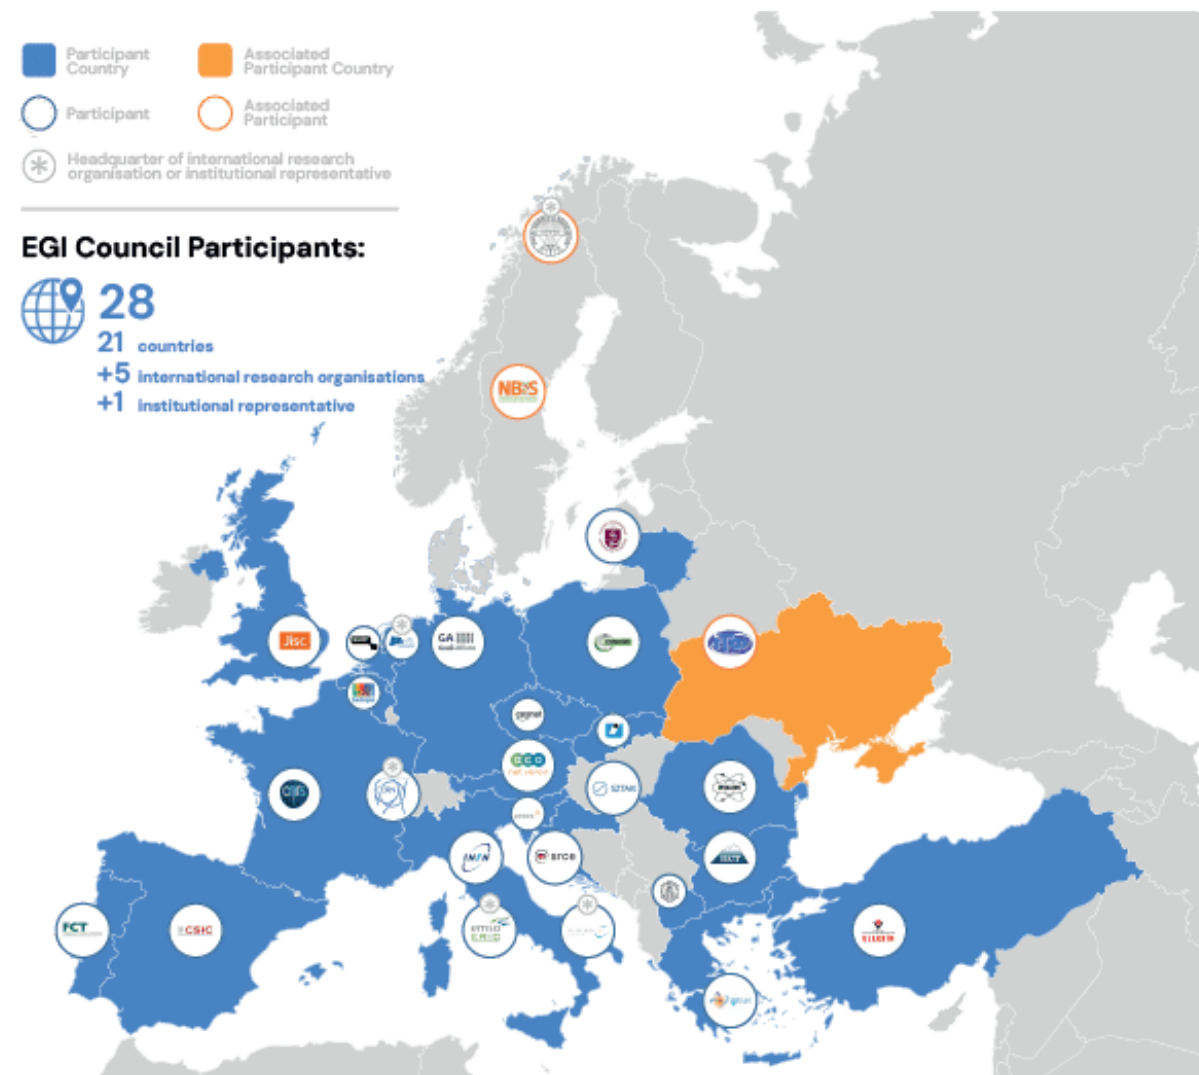 Participant
Country
Associated
Participant Country
Participant
Associated
Participant
Headquarter of international research
organisation or institutional representative
EGI Council Participants:
28
21 countries
+5 international research organisations
+1 institutional representative
NBIS
Jisc
GA
SZTAKI
INFN
srce
IICT
FCT
CSIC
emso
ERIC